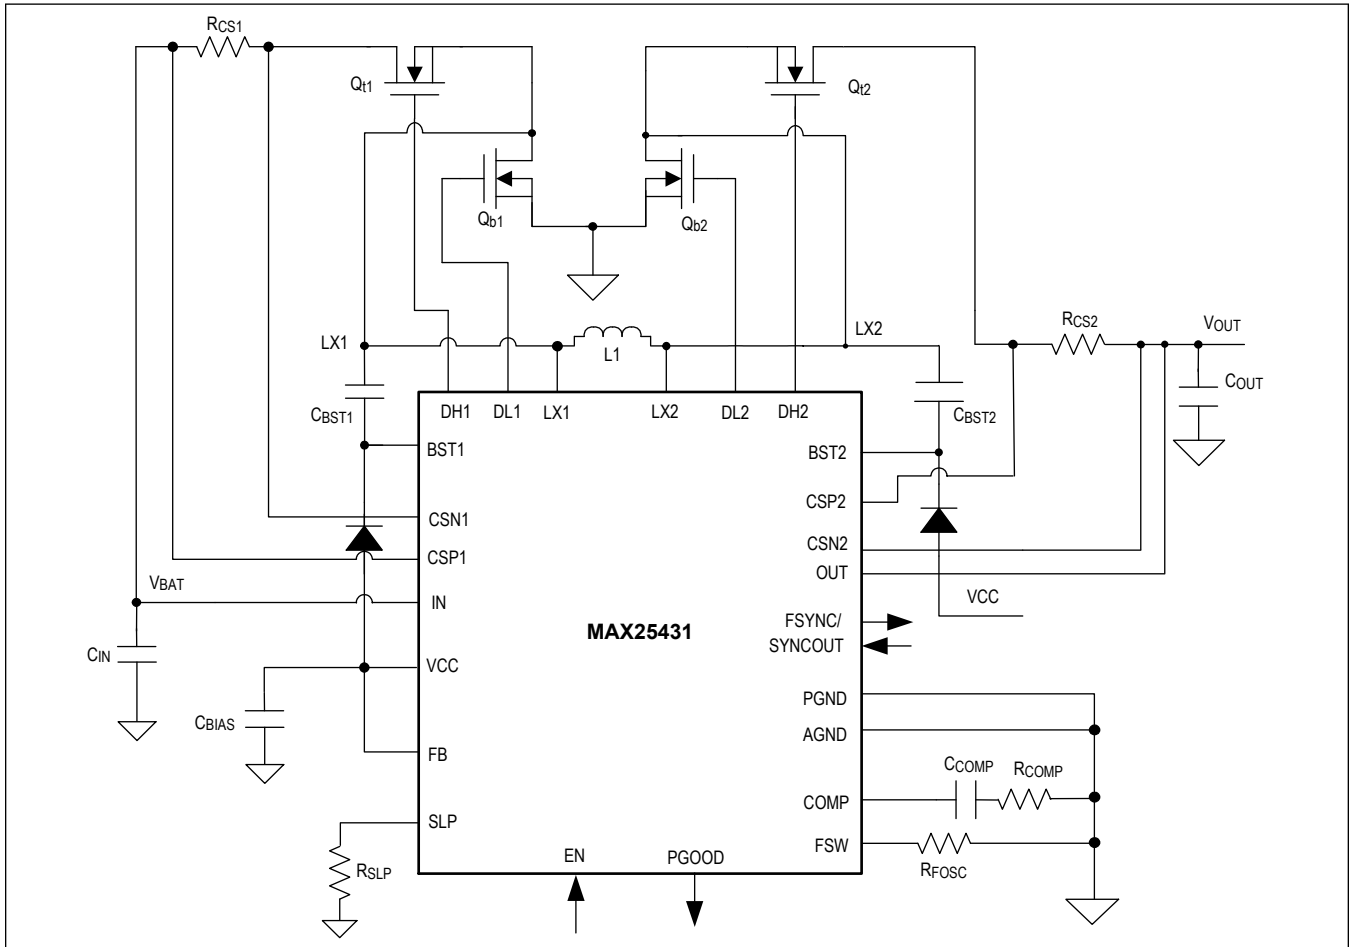 RCS1
Qt1
Qt2
Qb1
Qb2
LX1
L1
LX2
RCS2
VOUT
COUT
CBST1
DH1
DL1
LX1
LX2
DL2
DH2
CBST2
BST1
BST2
CSP2
CSN1
CSN2
CSP1
OUT
VBAT
IN
VCC
MAX25431
FSYNC/
SYNCOUT
CIN
VCC
PGND
CBIAS
AGND
FB
CCOMP
RCOMP
COMP
SLP
FSW
RSLP
EN
PGOOD
RFOSC